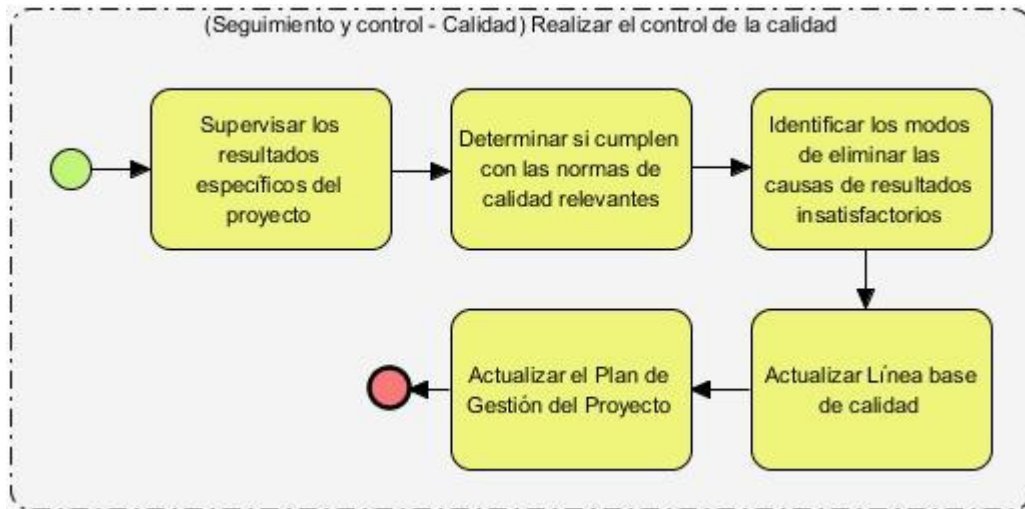 (Seguimiento y control - Calidad) Realizar el control de la calidad
Supervisar los
resultados
específicos del
proyecto
Determinar si cumplen
con las normas de
calidad relevantes
Identificar los modos
de eliminar las
causas de resultados
insatisfactorios
Actualizar Línea base
de calidad
Actualizar el Plan de
Gestión del Proyecto